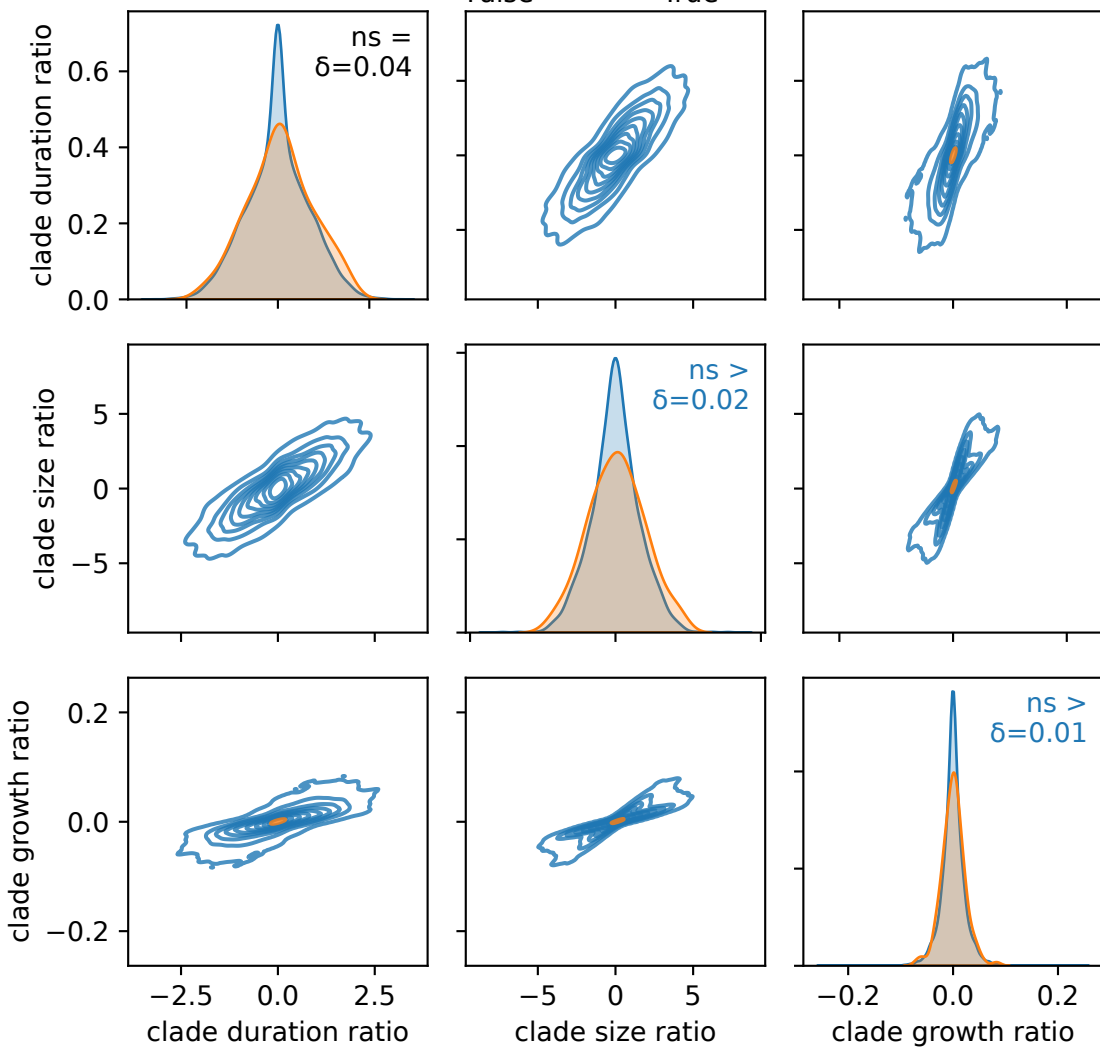 clade duration ratio
0.6
0.4
0.2
0.0
ns =
δ=0.04
clade size ratio
5
0
−5
ns >
δ=0.02
clade growth ratio
0.2
0.0
−0.2
ns >
δ=0.01
−2.5 0.0 2.5
−5 0 5
−0.2 0.0 0.2
clade duration ratio
clade size ratio
clade growth ratio